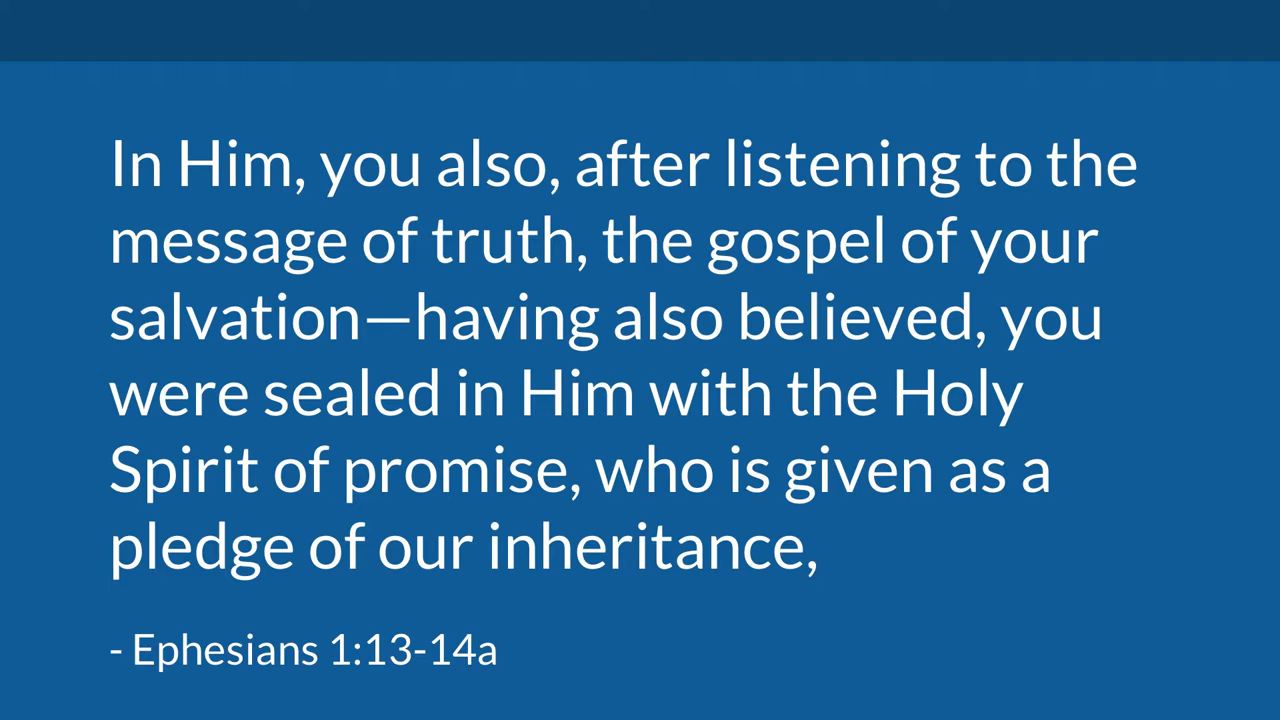 In Him, you also, after listening to the
message of truth, the gospel of your
salvation—having also believed, you
were sealed in Him with the Holy
Spirit of promise, who is given as a
pledge of our inheritance,
- Ephesians 1:13-14a